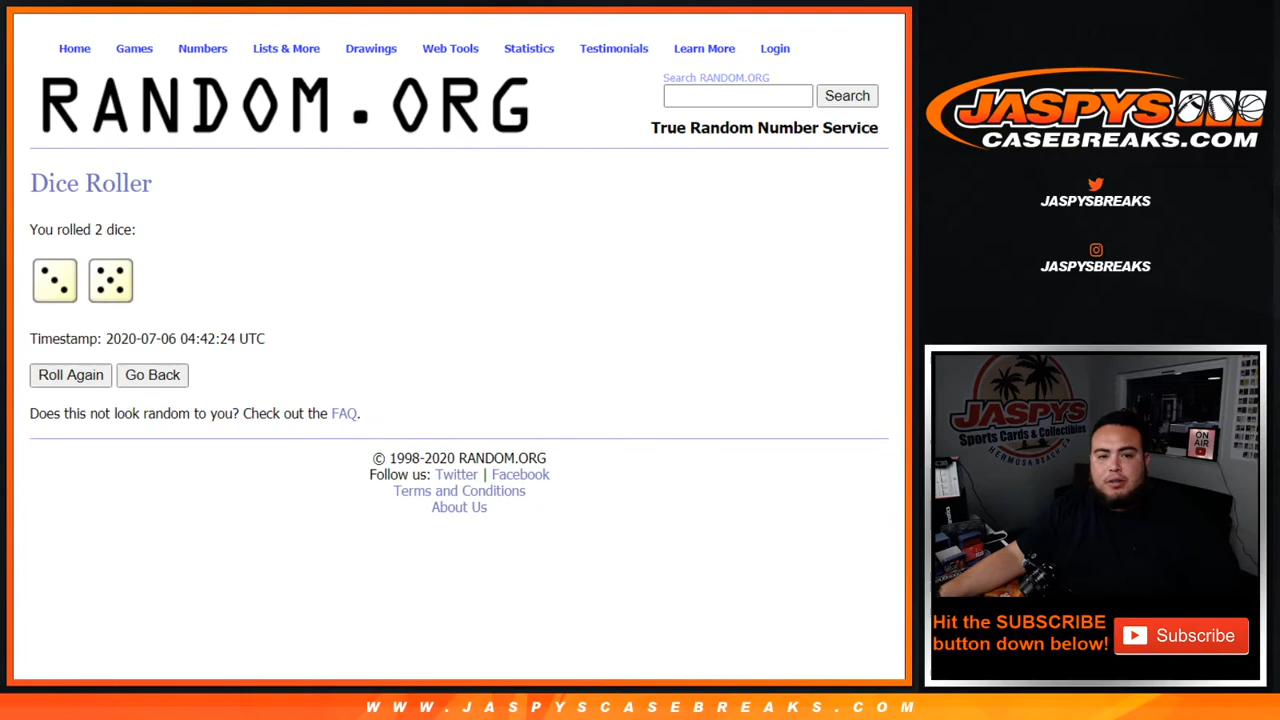 Home Games Numbers Lists & More Drawings Web Tools Statistics Testimonials Learn More Login
RANDOM.ORG
Search RANDOM.ORG
Search
True Random Number Service
Dice Roller
You rolled 2 dice:
Timestamp: 2020-07-06 04:42:24 UTC
Roll Again Go Back
Does this not look random to you? Check out the FAQ.
© 1998-2020 RANDOM.ORG
Follow us: Twitter | Facebook
Terms and Conditions
About Us
JASPYS
CASEBREAKS.COM
JASPYSBREAKS
JASPYSBREAKS
JASPYS
Sports Cards & Collectibles
HERMOSA BEACH, CA
ON
AIR
Hit the SUBSCRIBE
button down below!
Subscribe
WWW.JASPYSCASEBREAKS.COM